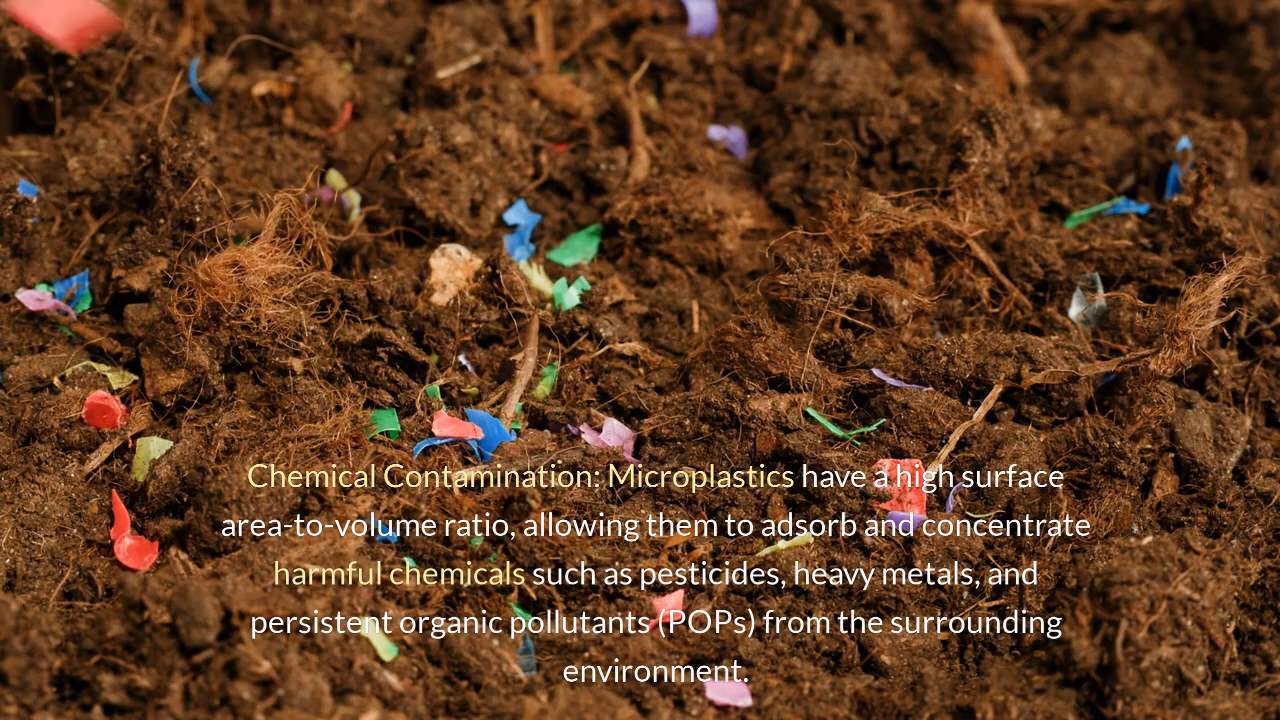 Chemical Contamination: Microplastics have a high surface
area-to-volume ratio, allowing them to adsorb and concentrate
harmful chemicals such as pesticides, heavy metals, and
persistent organic pollutants (POPs) from the surrounding
environment.